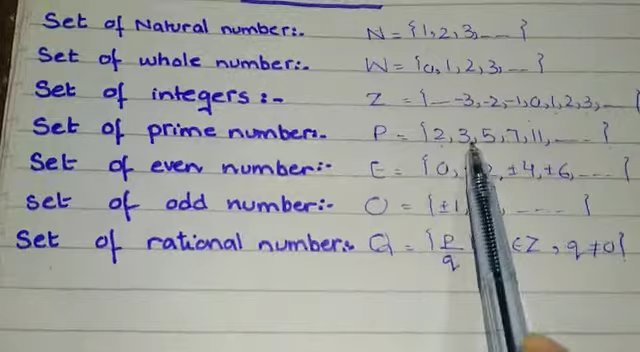 Set of Natural number:- N = {1, 2, 3, ---- }
Set of whole number:- W = {0, 1, 2, 3, --- }
Set of integers :- Z = { --- -3, -2, -1, 0, 1, 2, 3, ---
Set of prime number:- P = {2, 3, 5, 7, 11, ---- }
Set of even number:- E = {0, ±4, ±6, ---- }
Set of odd number:- O = {±1, ---- }
Set of rational number:- Q = {p/q ∈ Z, q ≠ 0}